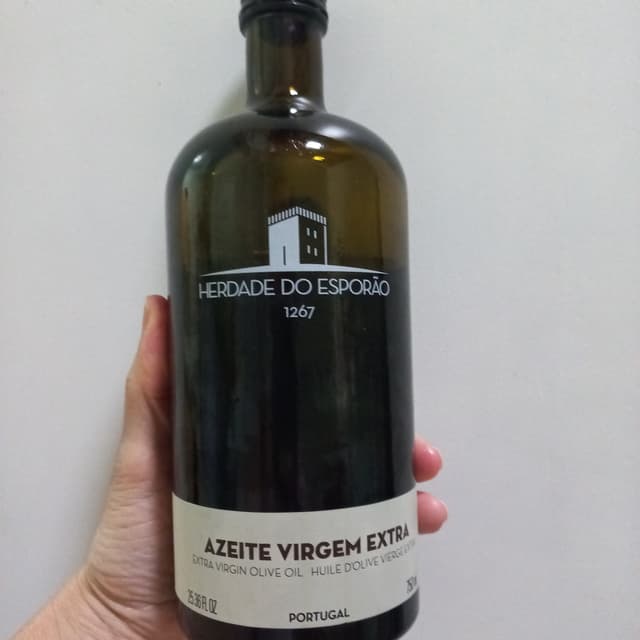 HERDADE DO ESPORÃO
1267
AZEITE VIRGEM EXTRA
EXTRA VIRGIN OLIVE OIL HUILE D'OLIVE VIERGE EXTRA
25.36 FL OZ
750ml
PORTUGAL